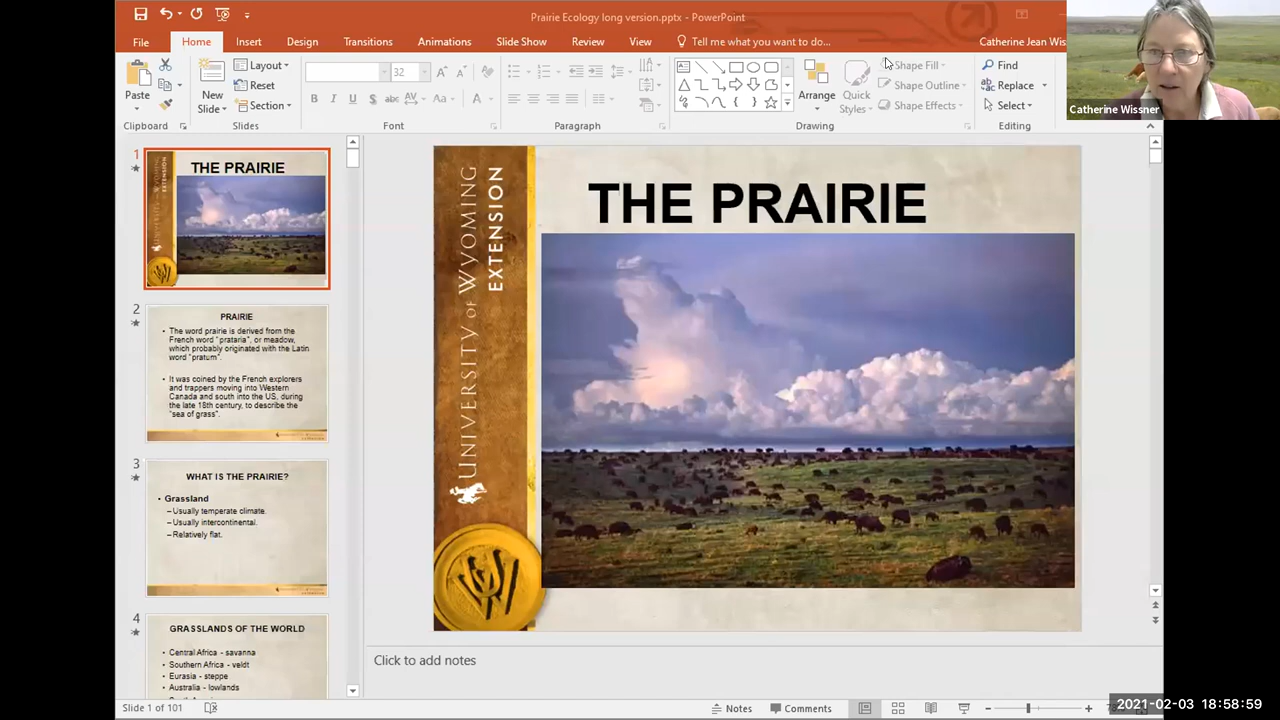 Prairie Ecology long version.pptx - PowerPoint
File
Home
Insert
Design
Transitions
Animations
Slide Show
Review
View
Tell me what you want to do...
Catherine Jean Wis
Paste
New
Slide
Layout
Reset
Section
32
B I U S abc AV Aa A
Arrange
Quick
Styles
Shape Fill
Shape Outline
Shape Effects
Find
Replace
Select
Clipboard
Slides
Font
Paragraph
Drawing
Editing
Catherine Wissner
1
THE PRAIRIE
2
PRAIRIE
• The word prairie is derived from the
French word "prataria", or meadow,
which probably originated with the Latin
word "pratum".
• It was coined by the French explorers
and trappers moving into Western
Canada and south into the US, during
the late 18th century, to describe the
"sea of grass".
3
WHAT IS THE PRAIRIE?
• Grassland
– Usually temperate climate.
– Usually intercontinental.
– Relatively flat.
4
GRASSLANDS OF THE WORLD
• Central Africa - savanna
• Southern Africa - veldt
• Eurasia - steppe
• Australia - lowlands
UNIVERSITY OF WYOMING
EXTENSION
THE PRAIRIE
Click to add notes
Slide 1 of 101
Notes
Comments
2021-02-03 18:58:59